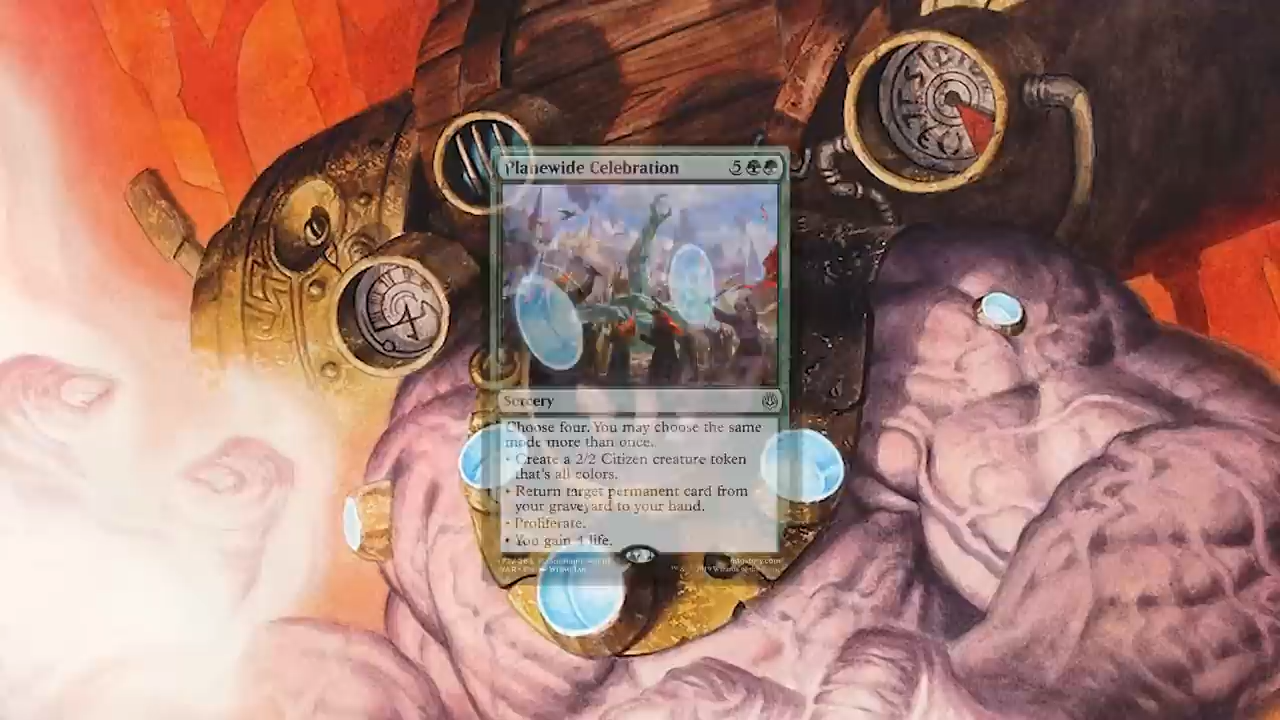 Planewide Celebration 5
Sorcery
Choose four. You may choose the same
mode more than once.
• Create a 2/2 Citizen creature token
that's all colors.
• Return target permanent card from
your graveyard to your hand.
• Proliferate.
• You gain 4 life.